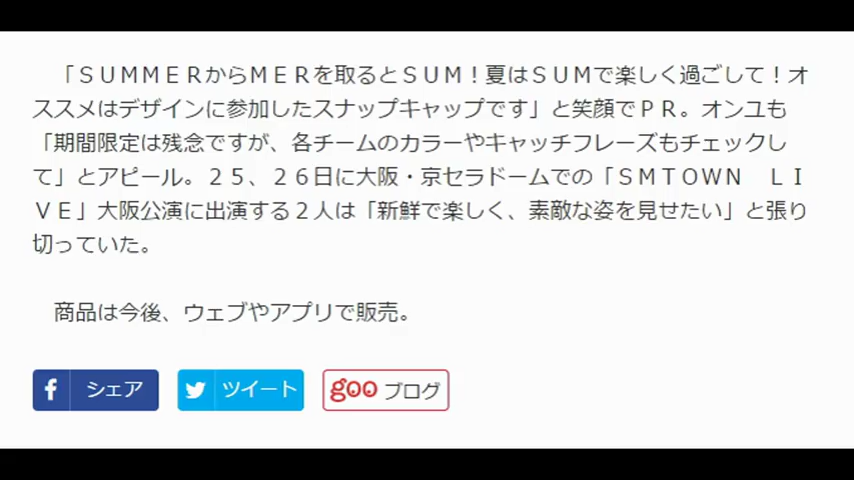 「ＳＵＭＭＥＲからＭＥＲを取るとＳＵＭ！夏はＳＵＭで楽しく過ごして！オ
ススメはデザインに参加したスナップキャップです」と笑顔でＰＲ。オンユも
「期間限定は残念ですが、各チームのカラーやキャッチフレーズもチェックし
て」とアピール。２５、２６日に大阪・京セラドームでの「ＳＭＴＯＷＮ　ＬＩ
ＶＥ」大阪公演に出演する２人は「新鮮で楽しく、素敵な姿を見せたい」と張り
切っていた。
商品は今後、ウェブやアプリで販売。
シェア ツイート goo ブログ